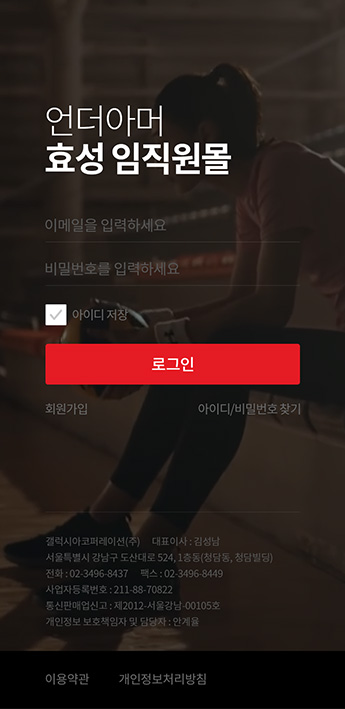 언더아머
효성 임직원몰
이메일을 입력하세요
비밀번호를 입력하세요
아이디 저장
로그인
회원가입 아이디/비밀번호 찾기
갤럭시아코퍼레이션(주) 대표이사 : 김성남
서울특별시 강남구 도산대로 524, 1층동(청담동, 청담빌딩)
전화 : 02-3496-8437 팩스 : 02-3496-8449
사업자등록번호 : 211-88-70822
통신판매업신고 : 제2012-서울강남-00105호
개인정보 보호책임자 및 담당자 : 안계율
이용약관 개인정보처리방침